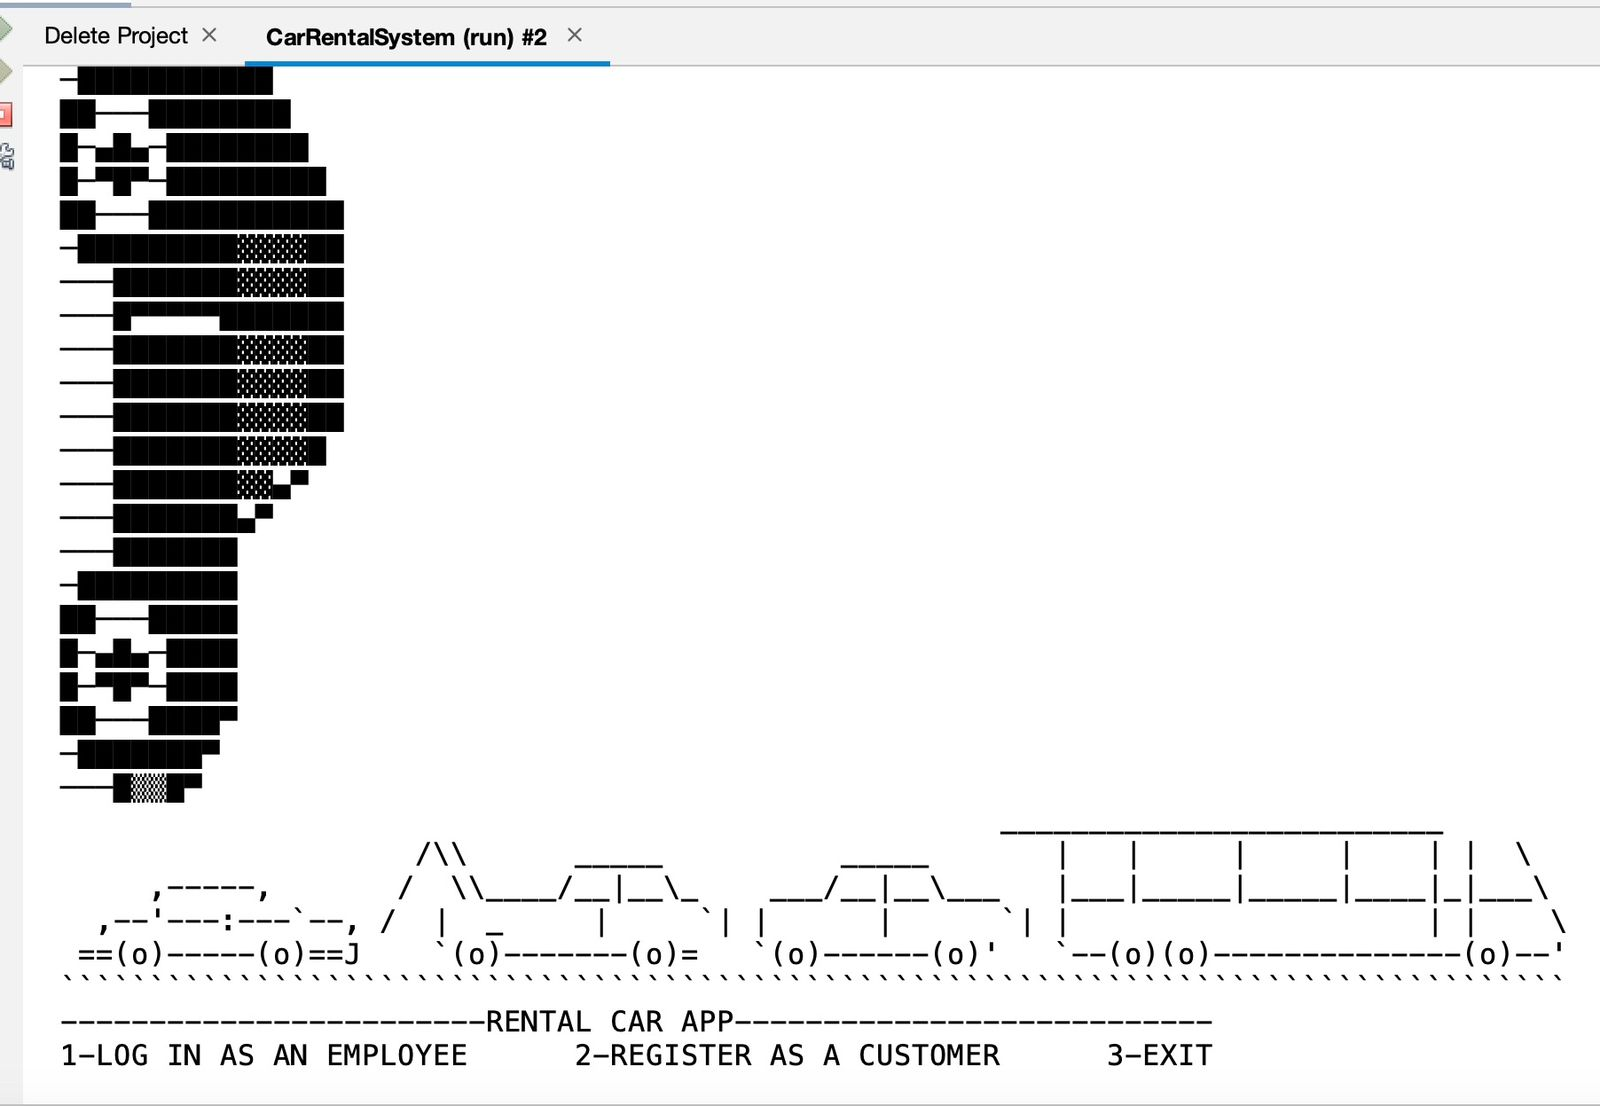 Delete Project × CarRentalSystem (run) #2 ×
————————————————————————RENTAL CAR APP———————————————————————————
1—LOG IN AS AN EMPLOYEE 2—REGISTER AS A CUSTOMER 3—EXIT